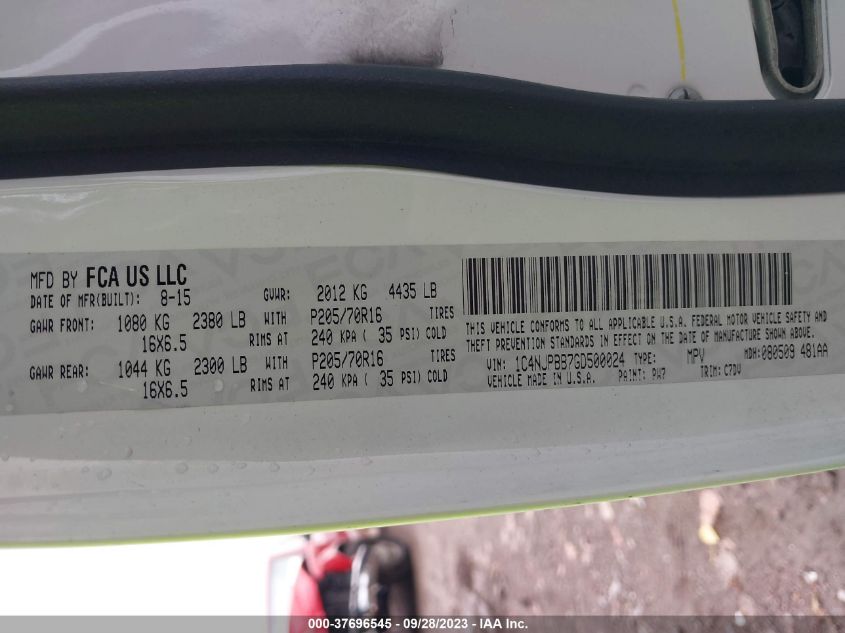 MFD BY FCA US LLC
DATE OF MFR(BUILT): 8-15 GVWR: 2012 KG 4435 LB
GAWR FRONT: 1080 KG 2380 LB WITH P205/70R16 TIRES
16X6.5 RIMS AT 240 KPA ( 35 PSI) COLD
GAWR REAR: 1044 KG 2300 LB WITH P205/70R16 TIRES
16X6.5 RIMS AT 240 KPA ( 35 PSI) COLD
THIS VEHICLE CONFORMS TO ALL APPLICABLE U.S.A. FEDERAL MOTOR VEHICLE SAFETY AND
THEFT PREVENTION STANDARDS IN EFFECT ON THE DATE OF MANUFACTURE SHOWN ABOVE.
VIN: 1C4NJPBB7GD500024 TYPE: MPV MDH: 080509 481AA
VEHICLE MADE IN U.S.A. PAINT: PW7 TRIM: C7DV
000-37696545 - 09/28/2023 - IAA Inc.